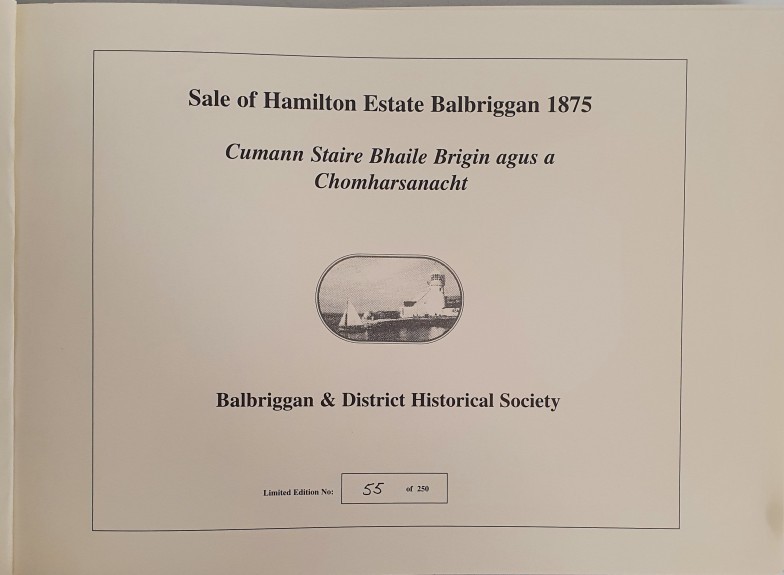 Sale of Hamilton Estate Balbriggan 1875
Cumann Staire Bhaile Brigin agus a
Chomharsanacht
Balbriggan & District Historical Society
Limited Edition No: 55 of 250